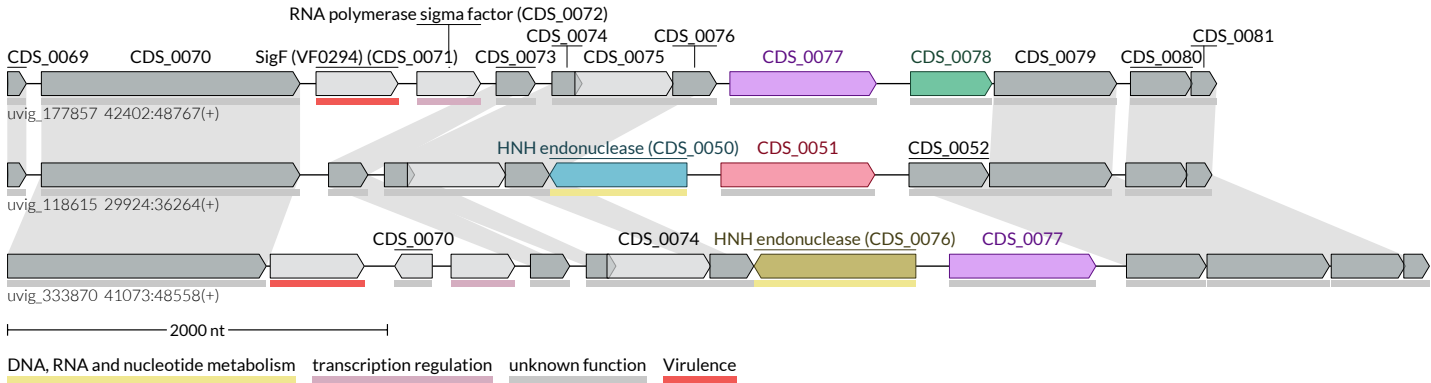 RNA polymerase sigma factor (CDS_0072)
CDS_0074 CDS_0076 CDS_0081
CDS_0069 CDS_0070 SigF (VF0294) (CDS_0071) CDS_0073 CDS_0075 CDS_0077 CDS_0078 CDS_0079 CDS_0080
uvig_177857 42402:48767(+)
HNH endonuclease (CDS_0050) CDS_0051 CDS_0052
uvig_118615 29924:36264(+)
CDS_0070 CDS_0074 HNH endonuclease (CDS_0076) CDS_0077
uvig_333870 41073:48558(+)
2000 nt
DNA, RNA and nucleotide metabolism transcription regulation unknown function Virulence